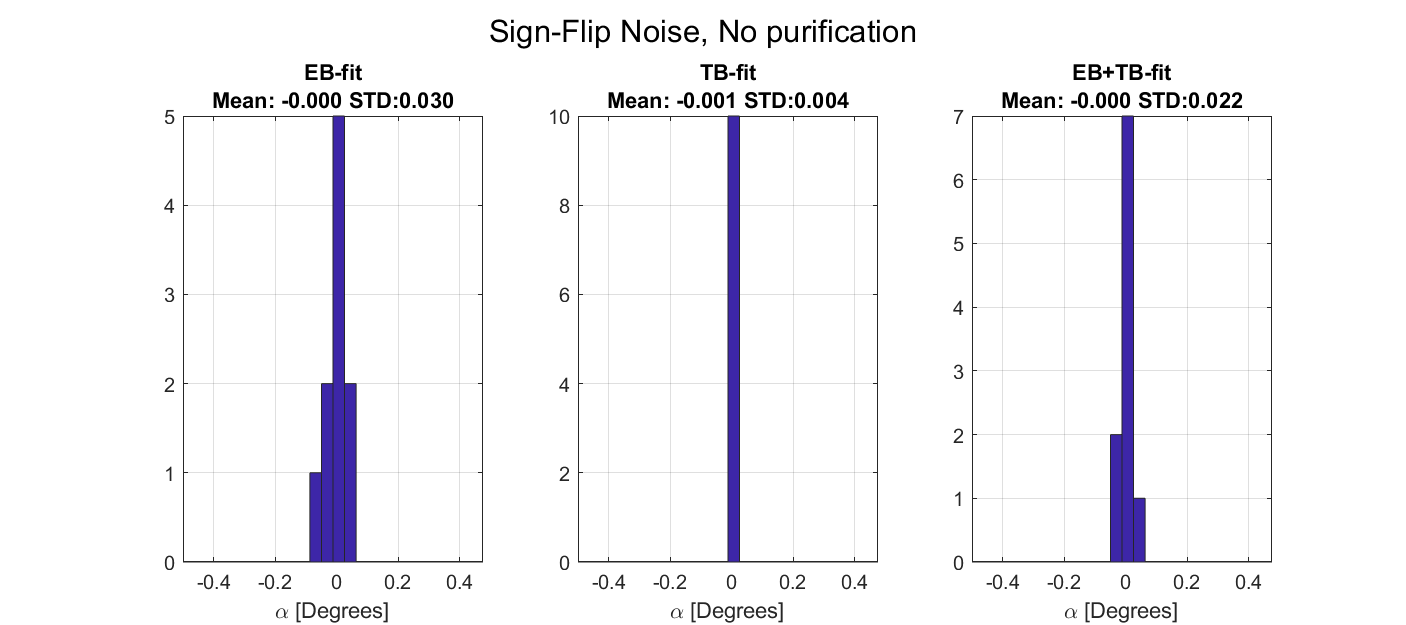 Sign-Flip Noise, No purification
EB-fit
Mean: -0.000 STD:0.030
5
4
3
2
1
0
-0.4 -0.2 0 0.2 0.4
α [Degrees]
TB-fit
Mean: -0.001 STD:0.004
10
8
6
4
2
0
-0.4 -0.2 0 0.2 0.4
α [Degrees]
EB+TB-fit
Mean: -0.000 STD:0.022
7
6
5
4
3
2
1
0
-0.4 -0.2 0 0.2 0.4
α [Degrees]